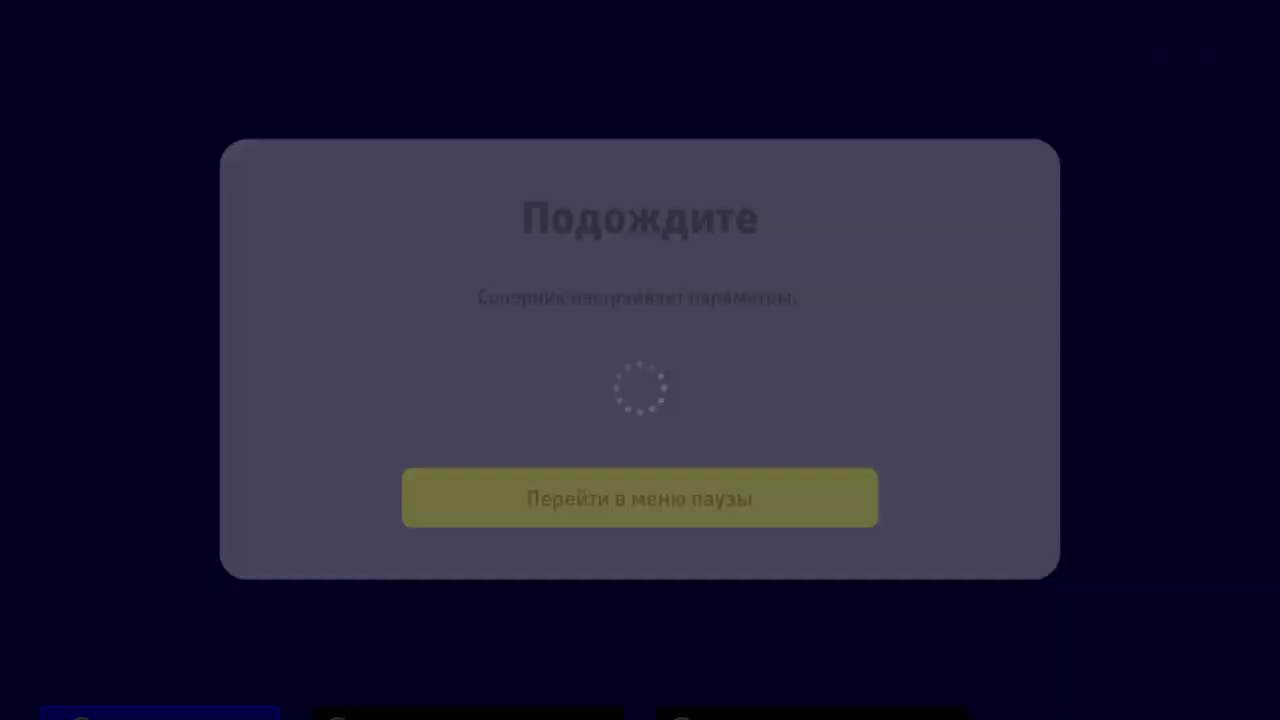 Подождите
Соперник настраивает параметры.
Перейти в меню паузы